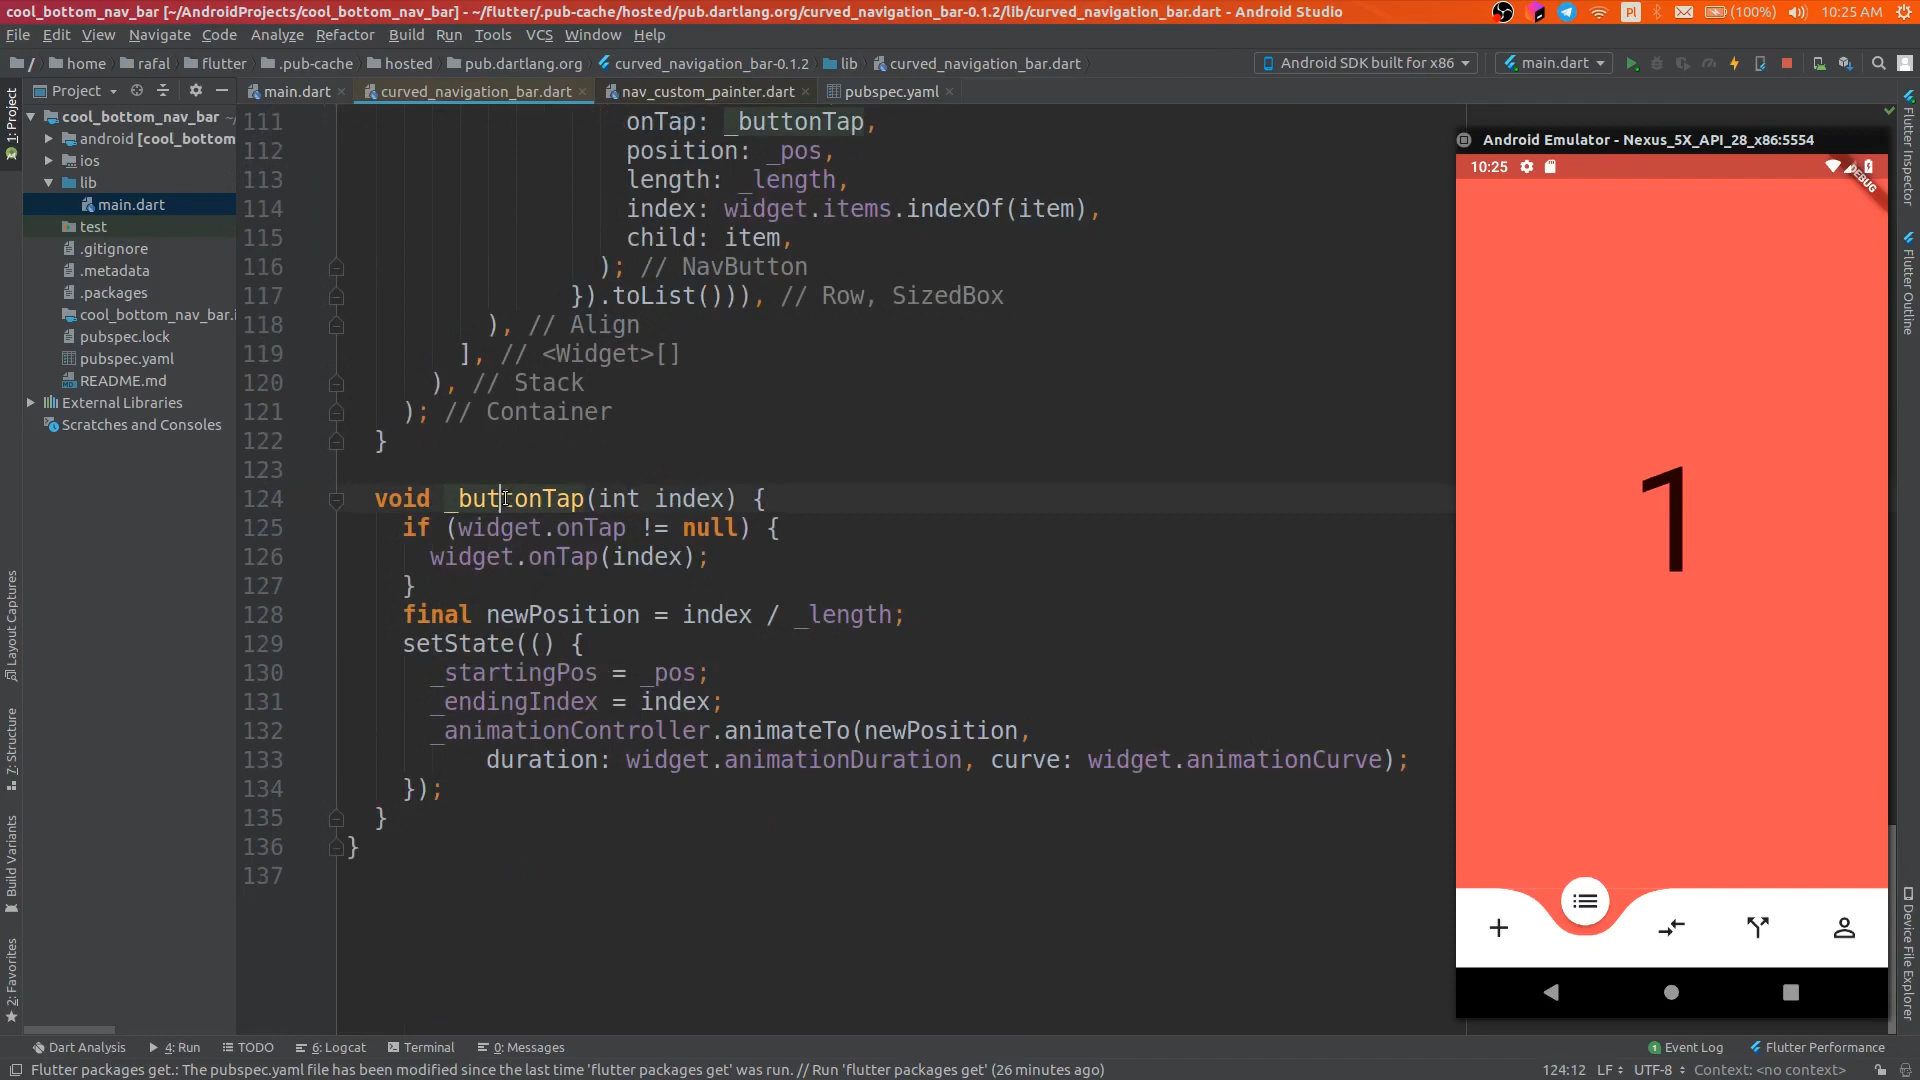 cool_bottom_nav_bar [~/AndroidProjects/cool_bottom_nav_bar] - ~/flutter/.pub-cache/hosted/pub.dartlang.org/curved_navigation_bar-0.1.2/lib/curved_navigation_bar.dart - Android Studio
Pl (100%) 10:25 AM
File Edit View Navigate Code Analyze Refactor Build Run Tools VCS Window Help
/ home rafal flutter .pub-cache hosted pub.dartlang.org curved_navigation_bar-0.1.2 lib curved_navigation_bar.dart Android SDK built for x86 main.dart
Project main.dart curved_navigation_bar.dart nav_custom_painter.dart pubspec.yaml
cool_bottom_nav_bar ~/
android [cool_bottom
ios
lib
main.dart
test
.gitignore
.metadata
.packages
cool_bottom_nav_bar.i
pubspec.lock
pubspec.yaml
README.md
External Libraries
Scratches and Consoles
1: Project
Layout Captures
7: Structure
Build Variants
2: Favorites
111 onTap: _buttonTap,
112 position: _pos,
113 length: _length,
114 index: widget.items.indexOf(item),
115 child: item,
116 ); // NavButton
117 }).toList())), // Row, SizedBox
118 ), // Align
119 ], // <Widget>[]
120 ), // Stack
121 ); // Container
122 }
123
124 void _buttonTap(int index) {
125 if (widget.onTap != null) {
126 widget.onTap(index);
127 }
128 final newPosition = index / _length;
129 setState(() {
130 _startingPos = _pos;
131 _endingIndex = index;
132 _animationController.animateTo(newPosition,
133 duration: widget.animationDuration, curve: widget.animationCurve);
134 });
135 }
136 }
137
Android Emulator - Nexus_5X_API_28_x86:5554
10:25
DEBUG
1
Flutter Inspector
Flutter Outline
Device File Explorer
Dart Analysis 4: Run TODO 6: Logcat Terminal 0: Messages 1 Event Log Flutter Performance
Flutter packages get.: The pubspec.yaml file has been modified since the last time 'flutter packages get' was run. // Run 'flutter packages get' (26 minutes ago) 124:12 LF UTF-8 Context: <no context>